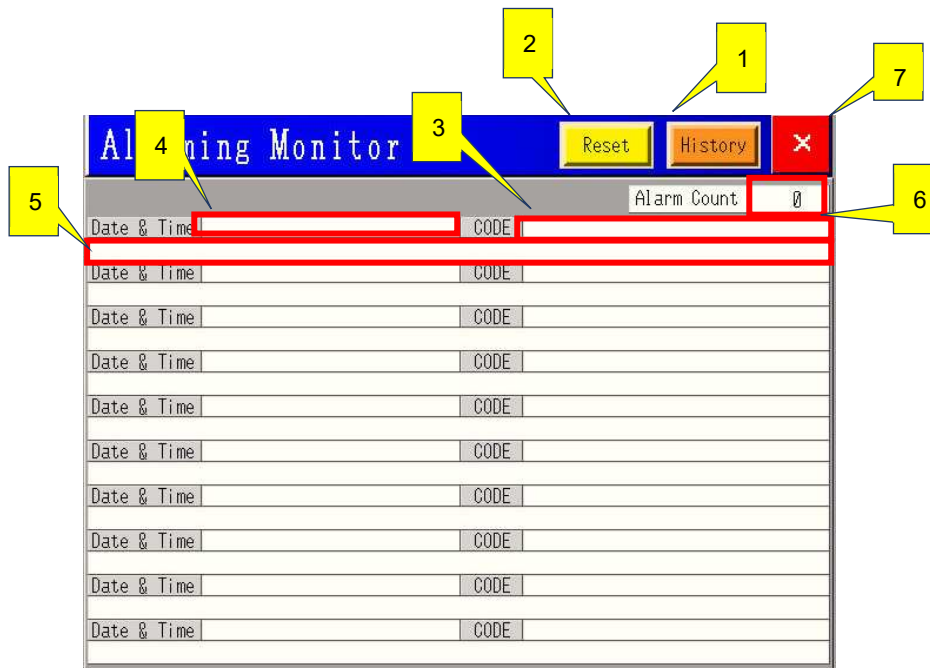 2
1
7
Al ming Monitor
4
3
Reset
History
×
5
6
Alarm Count 0
Date & Time CODE
Date & Time CODE
Date & Time CODE
Date & Time CODE
Date & Time CODE
Date & Time CODE
Date & Time CODE
Date & Time CODE
Date & Time CODE
Date & Time CODE